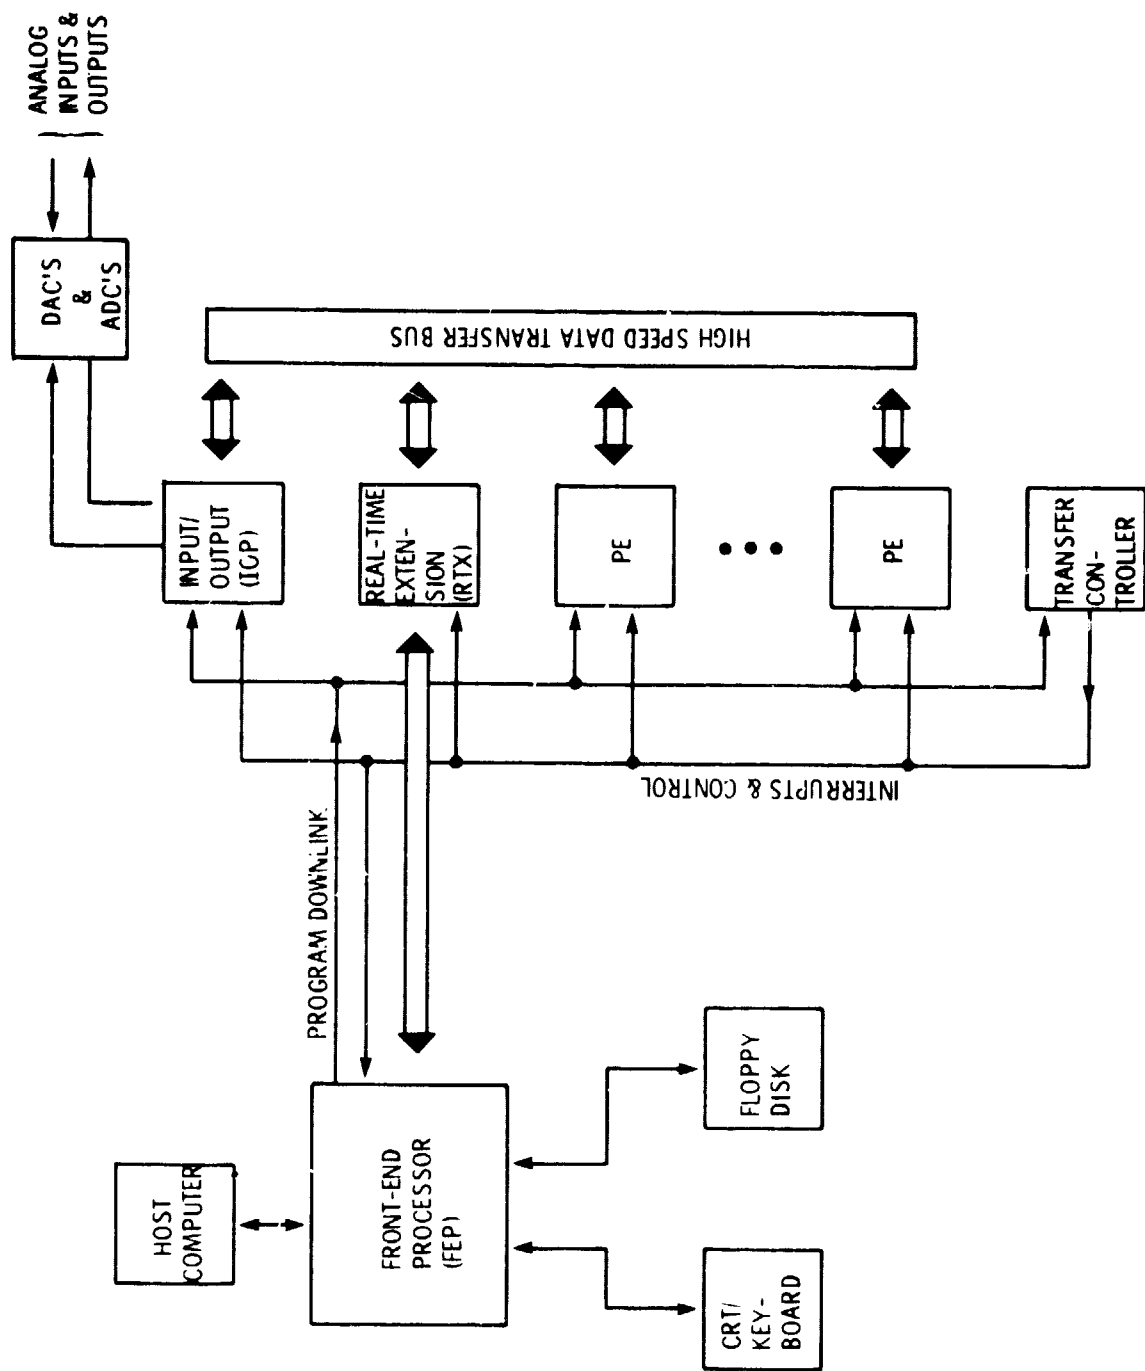 ANALOG
INPUTS &
OUTPUTS
DAC'S
&
ADC'S
HIGH SPEED DATA TRANSFER BUS
INPUT/
OUTPUT
(IOP)
REAL-TIME
EXTEN-
SION
(RTX)
PE
PE
TRANSFER
CON-
TROLLER
PROGRAM DOWNLINK
INTERRUPTS & CONTROL
HOST
COMPUTER
FRONT-END
PROCESSOR
(FEP)
FLOPPY
DISK
CRT/
KEY-
BOARD